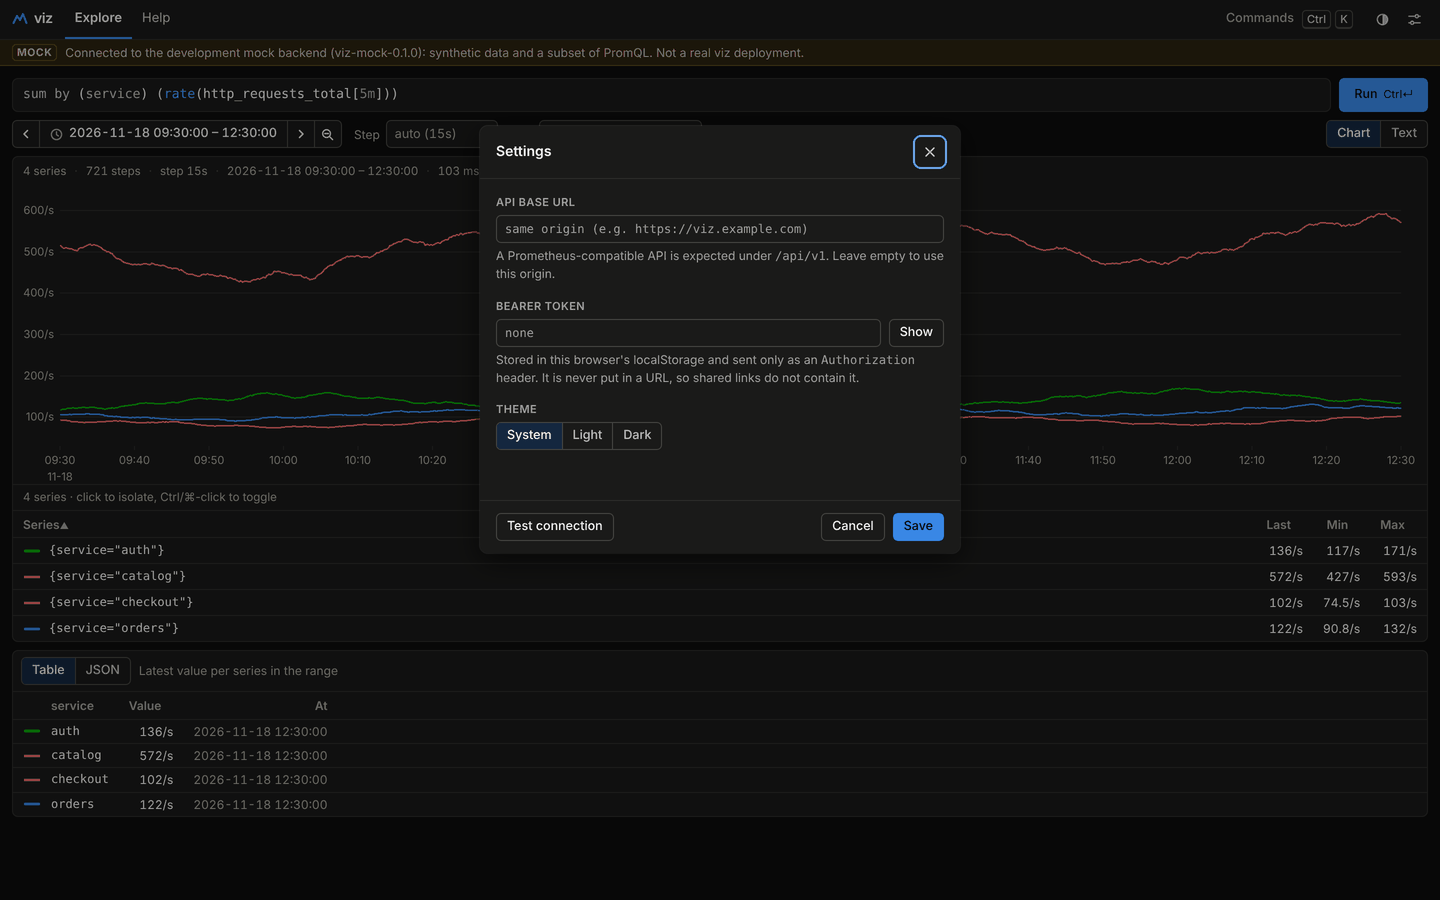 viz Explore Help Commands Ctrl K
MOCK Connected to the development mock backend (viz-mock-0.1.0): synthetic data and a subset of PromQL. Not a real viz deployment.
sum by (service) (rate(http_requests_total[5m])) Run Ctrl↵
2026-11-18 09:30:00 – 12:30:00 Step auto (15s) Chart Text
4 series · 721 steps · step 15s · 2026-11-18 09:30:00 – 12:30:00 · 103 ms
600/s
500/s
400/s
300/s
200/s
100/s
09:30 09:40 09:50 10:00 10:10 10:20 0 11:40 11:50 12:00 12:10 12:20 12:30
11-18
Settings
API BASE URL
same origin (e.g. https://viz.example.com)
A Prometheus-compatible API is expected under /api/v1. Leave empty to use
this origin.
BEARER TOKEN
none Show
Stored in this browser's localStorage and sent only as an Authorization
header. It is never put in a URL, so shared links do not contain it.
THEME
System Light Dark
Test connection Cancel Save
4 series · click to isolate, Ctrl/⌘-click to toggle
Series▲ Last Min Max
{service="auth"} 136/s 117/s 171/s
{service="catalog"} 572/s 427/s 593/s
{service="checkout"} 102/s 74.5/s 103/s
{service="orders"} 122/s 90.8/s 132/s
Table JSON Latest value per series in the range
service Value At
auth 136/s 2026-11-18 12:30:00
catalog 572/s 2026-11-18 12:30:00
checkout 102/s 2026-11-18 12:30:00
orders 122/s 2026-11-18 12:30:00